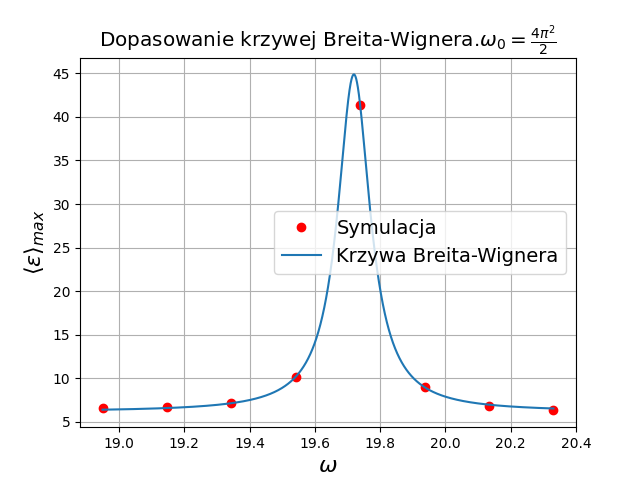 Dopasowanie krzywej Breita-Wignera.ω₀ = 4π²/2
⟨ε⟩max
45
40
35
30
25
20
15
10
5
Symulacja
Krzywa Breita-Wignera
19.0 19.2 19.4 19.6 19.8 20.0 20.2 20.4
ω